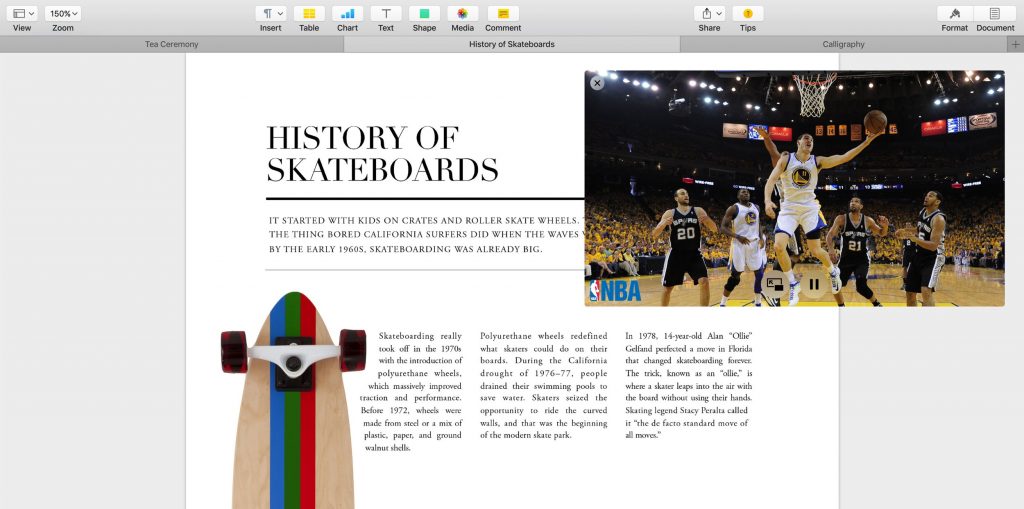 View
150%
Zoom
Insert
Table
Chart
Text
Shape
Media
Comment
Share
Tips
Format
Document
Tea Ceremony
History of Skateboards
Calligraphy
HISTORY OF
SKATEBOARDS
IT STARTED WITH KIDS ON CRATES AND ROLLER SKATE WHEELS.
THE THING BORED CALIFORNIA SURFERS DID WHEN THE WAVES
BY THE EARLY 1960S, SKATEBOARDING WAS ALREADY BIG.
ORACLE
ORACLE
SPURS
20
SPURS
21
NBA
Skateboarding really
took off in the 1970s
with the introduction of
polyurethane wheels,
which massively improved
traction and performance.
Before 1972, wheels were
made from steel or a mix of
plastic, paper, and ground
walnut shells.
Polyurethane wheels redefined
what skaters could do on their
boards. During the California
drought of 1976–77, people
drained their swimming pools to
save water. Skaters seized the
opportunity to ride the curved
walls, and that was the beginning
of the modern skate park.
In 1978, 14-year-old Alan “Ollie”
Gelfand perfected a move in Florida
that changed skateboarding forever.
The trick, known as an “ollie,” is
where a skater leaps into the air with
the board without using their hands.
Skating legend Stacy Peralta called
it “the de facto standard move of
all moves.”